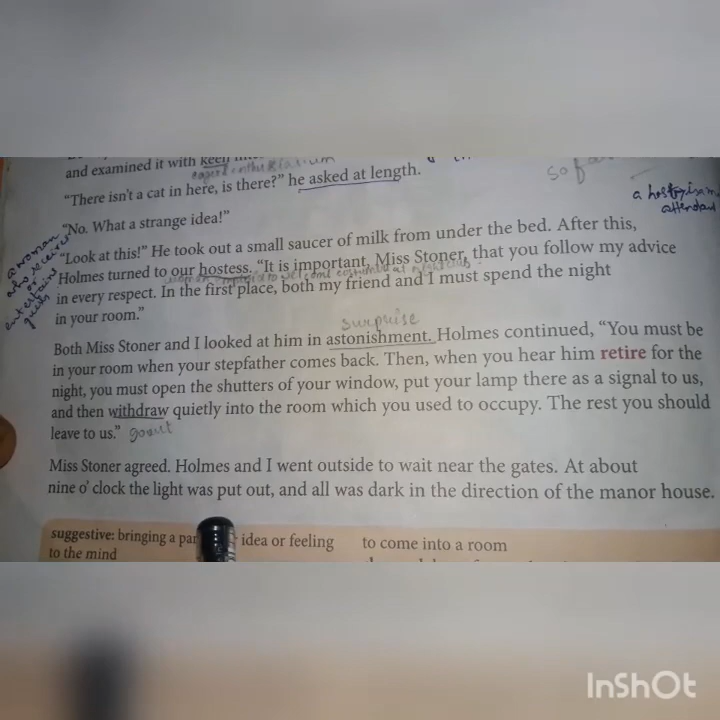 and examined it with keen
"There isn't a cat in here, is there?" he asked at length.
"No. What a strange idea!"
"Look at this!" He took out a small saucer of milk from under the bed. After this,
Holmes turned to our hostess. "It is important, Miss Stoner, that you follow my advice
in every respect. In the first place, both my friend and I must spend the night
in your room."
surprise
Both Miss Stoner and I looked at him in astonishment. Holmes continued, "You must be
in your room when your stepfather comes back. Then, when you hear him retire for the
night, you must open the shutters of your window, put your lamp there as a signal to us,
and then withdraw quietly into the room which you used to occupy. The rest you should
leave to us."
Miss Stoner agreed. Holmes and I went outside to wait near the gates. At about
nine o' clock the light was put out, and all was dark in the direction of the manor house.
suggestive: bringing a idea or feeling
to the mind
to come into a room
a woman
who receives
or
entertains
guests
InShOt